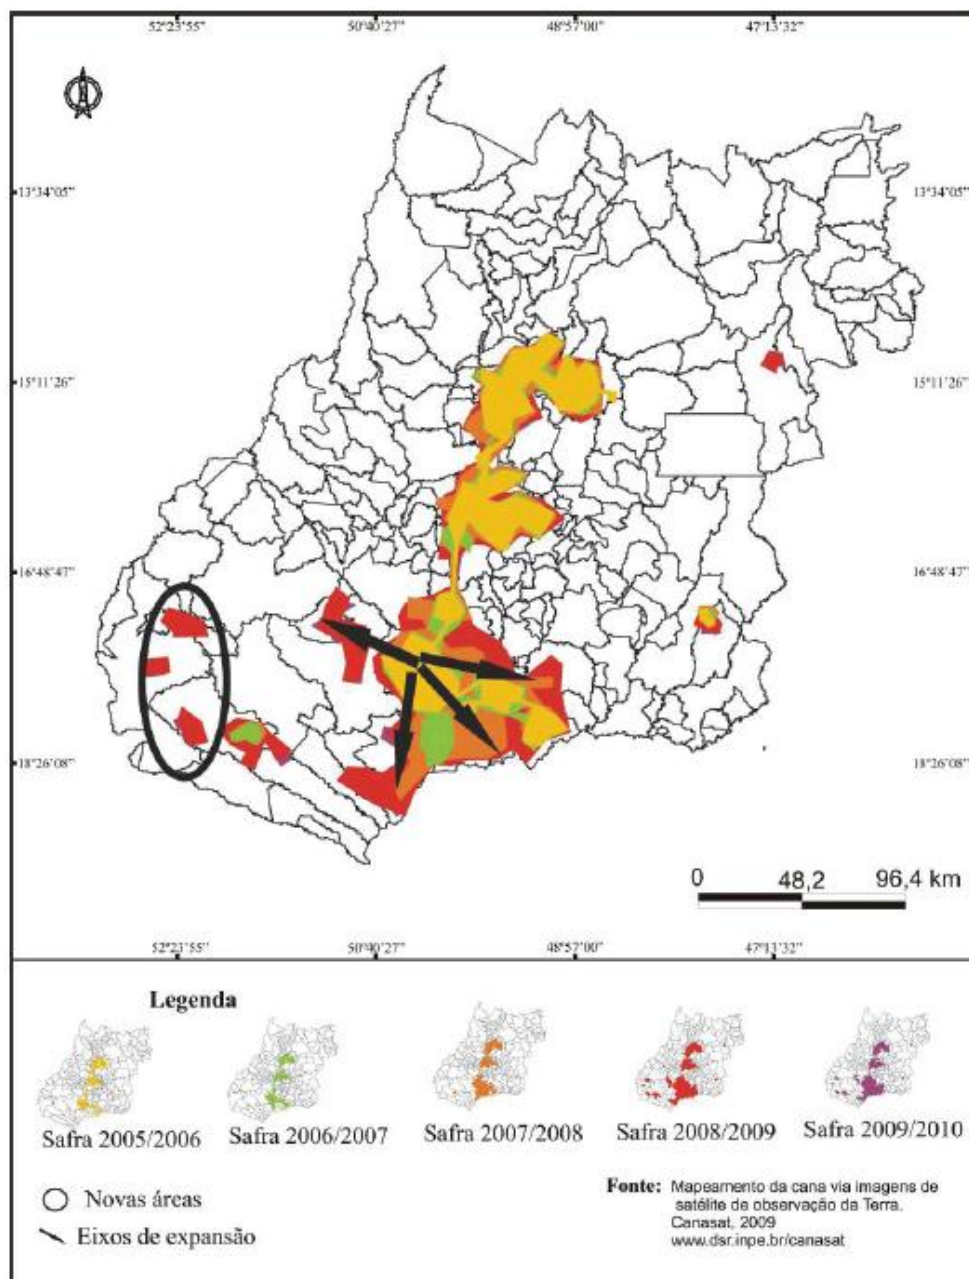 52°23'55" 50°40'27" 48°57'00" 47°13'32"
13°34'05" 13°34'05"
15°11'26" 15°11'26"
16°48'47" 16°48'47"
18°26'08" 18°26'08"
0 48,2 96,4 km
52°23'55" 50°40'27" 48°57'00" 47°13'32"
Legenda
Safra 2005/2006 Safra 2006/2007 Safra 2007/2008 Safra 2008/2009 Safra 2009/2010
Novas áreas
Eixos de expansão
Fonte: Mapeamento da cana via imagens de
satélite de observação da Terra.
Canasat, 2009
www.dsr.inpe.br/canasat